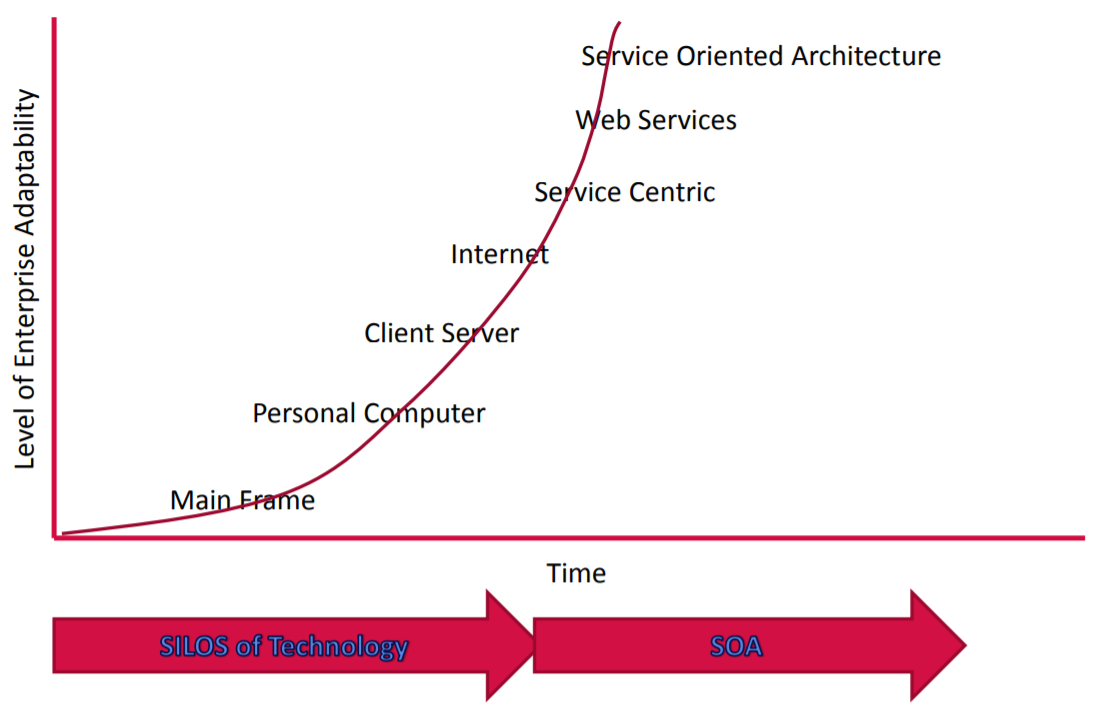 Level of Enterprise Adaptability
Service Oriented Architecture
Web Services
Service Centric
Internet
Client Server
Personal Computer
Main Frame
Time
SILOS of Technology
SOA